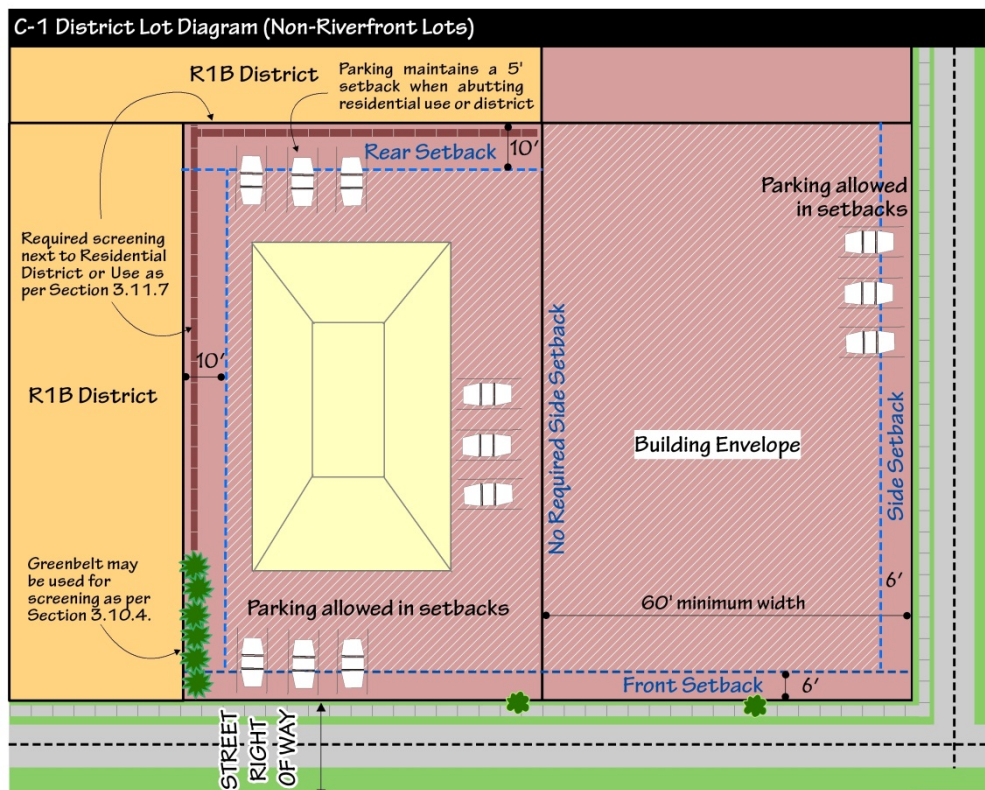 C-1 District Lot Diagram (Non-Riverfront Lots)
R1B District
Parking maintains a 5'
setback when abutting
residential use or district
Rear Setback
10'
Parking allowed
in setbacks
Required screening
next to Residential
District or Use as
per Section 3.11.7
10'
R1B District
No Required Side Setback
Building Envelope
Side Setback
Greenbelt may
be used for
screening as per
Section 3.10.4.
Parking allowed in setbacks
60' minimum width
6'
Front Setback
6'
STREET
RIGHT
OF WAY